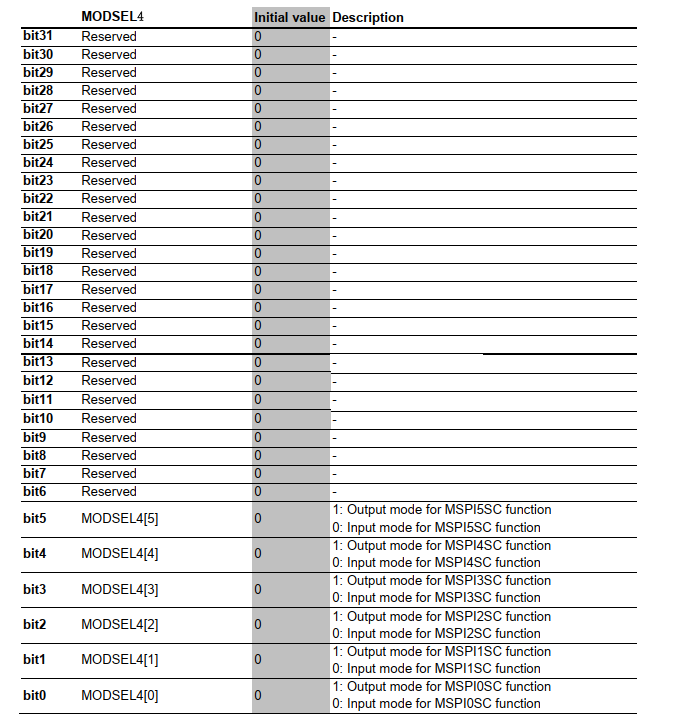 MODSEL4 Initial value Description
bit31 Reserved 0 -
bit30 Reserved 0 -
bit29 Reserved 0 -
bit28 Reserved 0 -
bit27 Reserved 0 -
bit26 Reserved 0 -
bit25 Reserved 0 -
bit24 Reserved 0 -
bit23 Reserved 0 -
bit22 Reserved 0 -
bit21 Reserved 0 -
bit20 Reserved 0 -
bit19 Reserved 0 -
bit18 Reserved 0 -
bit17 Reserved 0 -
bit16 Reserved 0 -
bit15 Reserved 0 -
bit14 Reserved 0 -
bit13 Reserved 0 -
bit12 Reserved 0 -
bit11 Reserved 0 -
bit10 Reserved 0 -
bit9 Reserved 0 -
bit8 Reserved 0 -
bit7 Reserved 0 -
bit6 Reserved 0 -
bit5 MODSEL4[5] 0 1: Output mode for MSPI5SC function
0: Input mode for MSPI5SC function
bit4 MODSEL4[4] 0 1: Output mode for MSPI4SC function
0: Input mode for MSPI4SC function
bit3 MODSEL4[3] 0 1: Output mode for MSPI3SC function
0: Input mode for MSPI3SC function
bit2 MODSEL4[2] 0 1: Output mode for MSPI2SC function
0: Input mode for MSPI2SC function
bit1 MODSEL4[1] 0 1: Output mode for MSPI1SC function
0: Input mode for MSPI1SC function
bit0 MODSEL4[0] 0 1: Output mode for MSPI0SC function
0: Input mode for MSPI0SC function